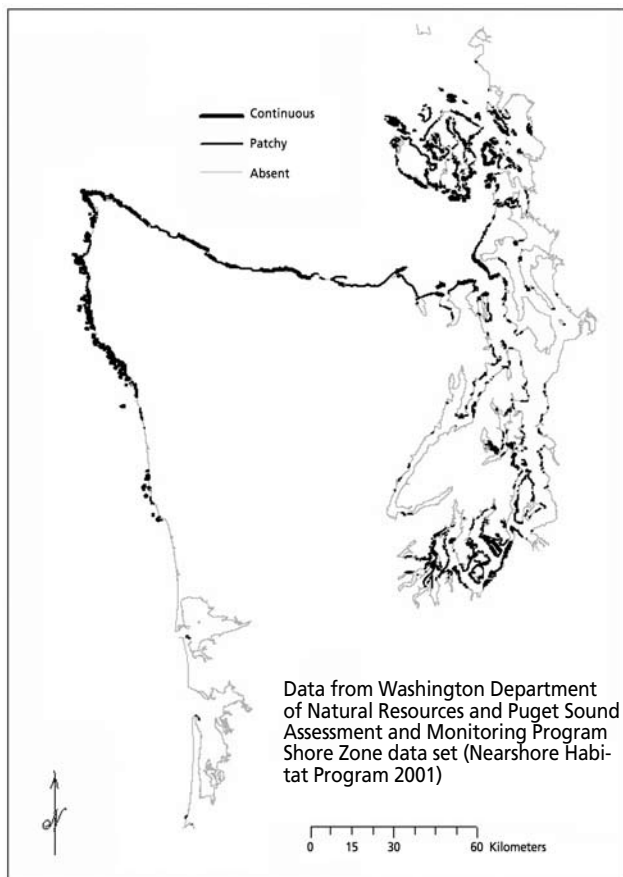 Continuous
Patchy
Absent
Data from Washington Department
of Natural Resources and Puget Sound
Assessment and Monitoring Program
Shore Zone data set (Nearshore Habi-
tat Program 2001)
N
0 15 30 60 Kilometers